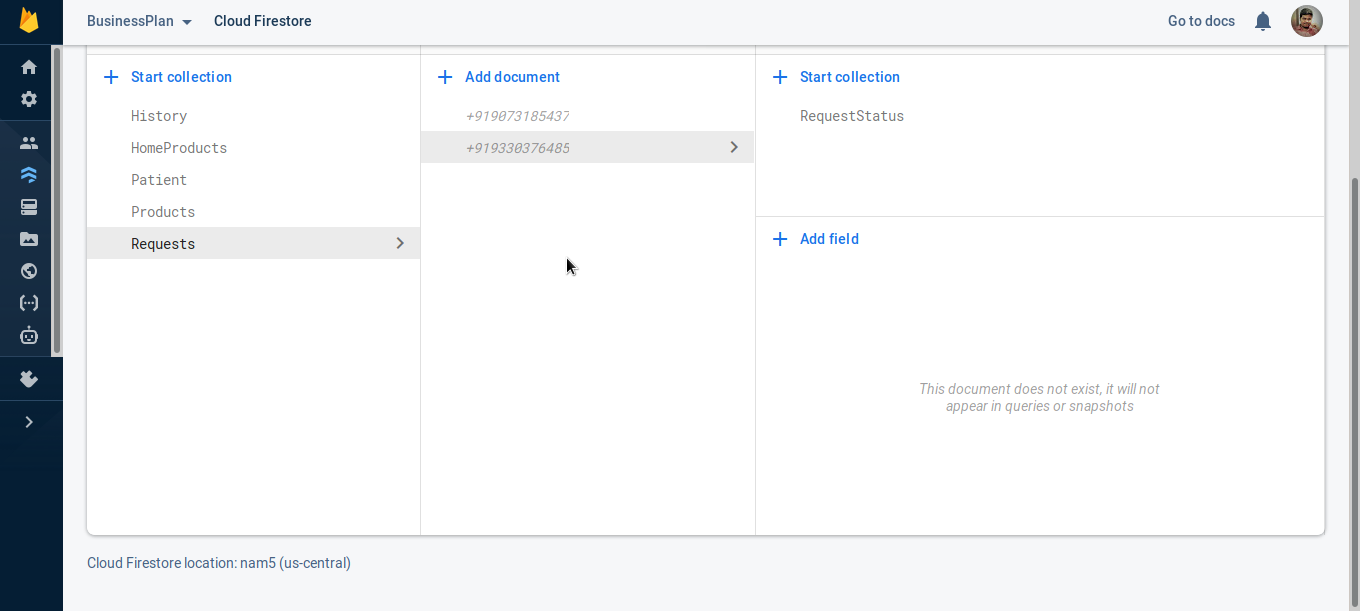 BusinessPlan
Cloud Firestore
Go to docs
Start collection
Add document
Start collection
History
+919073185437
RequestStatus
HomeProducts
+919330376485
Patient
Products
Requests
Add field
This document does not exist, it will not
appear in queries or snapshots
Cloud Firestore location: nam5 (us-central)